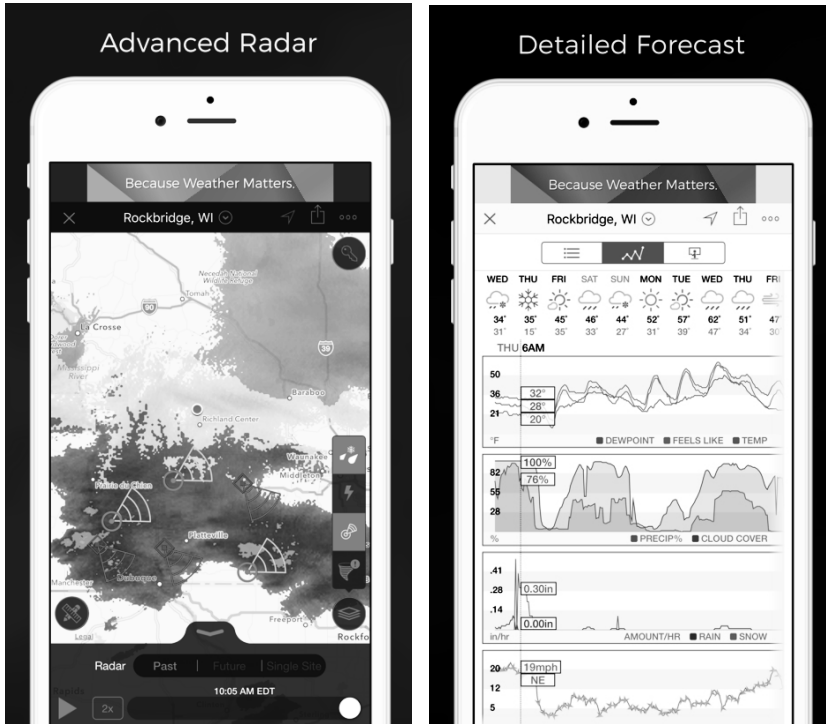 Advanced Radar
Because Weather Matters.
Rockbridge, WI
Necedah National
Wildlife Refuge
Tomah
90
La Crosse
39
Mississippi
River
Baraboo
Richland Center
Waunakee
Middleton
Prairie du Chien
Platteville
Manchester
Dubuque
Freeport
Rockfo
Local
Radar Past Future Single Site
10:05 AM EDT
2x
Detailed Forecast
Because Weather Matters.
Rockbridge, WI
WED THU FRI SAT SUN MON TUE WED THU FRI
34° 35° 45° 46° 44° 52° 57° 62° 51° 47°
31° 15° 35° 33° 27° 31° 39° 47° 34° 30°
THU 6AM
50
36
21
32°
28°
20°
°F DEWPOINT FEELS LIKE TEMP
82
55
28
100%
76%
% PRECIP% CLOUD COVER
.41
.28
.14
0.30in
0.00in
in/hr AMOUNT/HR RAIN SNOW
20
12
5
19mph
NE